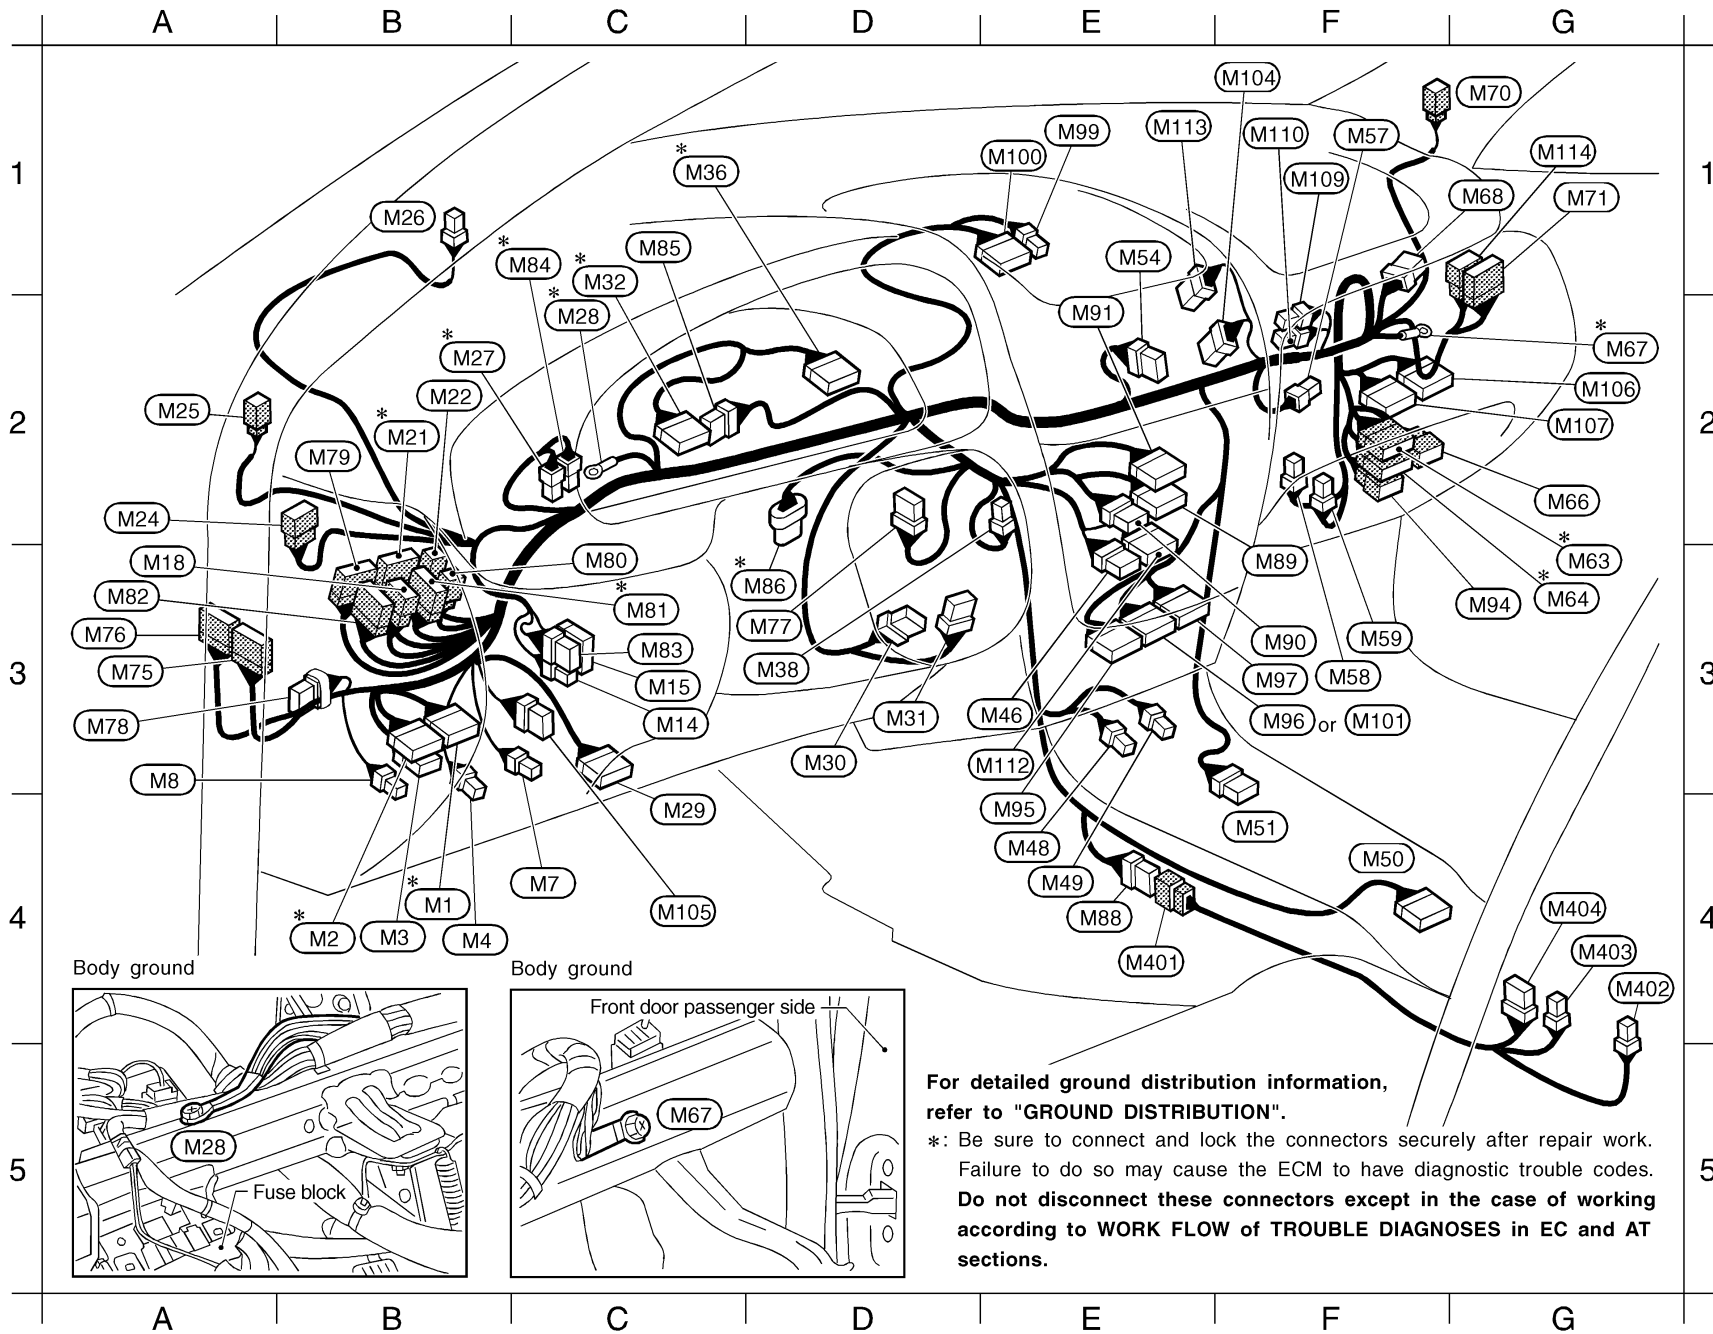 A B C D E F G
M104
M70
M113
M110
M57
M99
M100
M114
* M36
M109
M68
M71
1 1
M26
* M84
* M32
M85
M54
* M28
M91
* M27
* M67
M22
M106
M25
* M21
M107
2 2
M79
M66
M24
* M63
M18
M80
* M86
M89
* M64
M82
* M81
M94
M76
M77
M90
M59
M75
M83
M38
M97
M58
3 3
M15
M78
M14
M31
M46
M96 or M101
M8
M30
M112
M29
M95
M51
M48
M50
M7
M49
* M1
M105
M88
M404
4 4
* M2
M3
M4
M401
M403
M402
Body ground
Body ground
Front door passenger side
M67
M28
Fuse block
For detailed ground distribution information,
refer to "GROUND DISTRIBUTION".
*: Be sure to connect and lock the connectors securely after repair work.
Failure to do so may cause the ECM to have diagnostic trouble codes.
Do not disconnect these connectors except in the case of working
according to WORK FLOW of TROUBLE DIAGNOSES in EC and AT
sections.
5 5
A B C D E F G